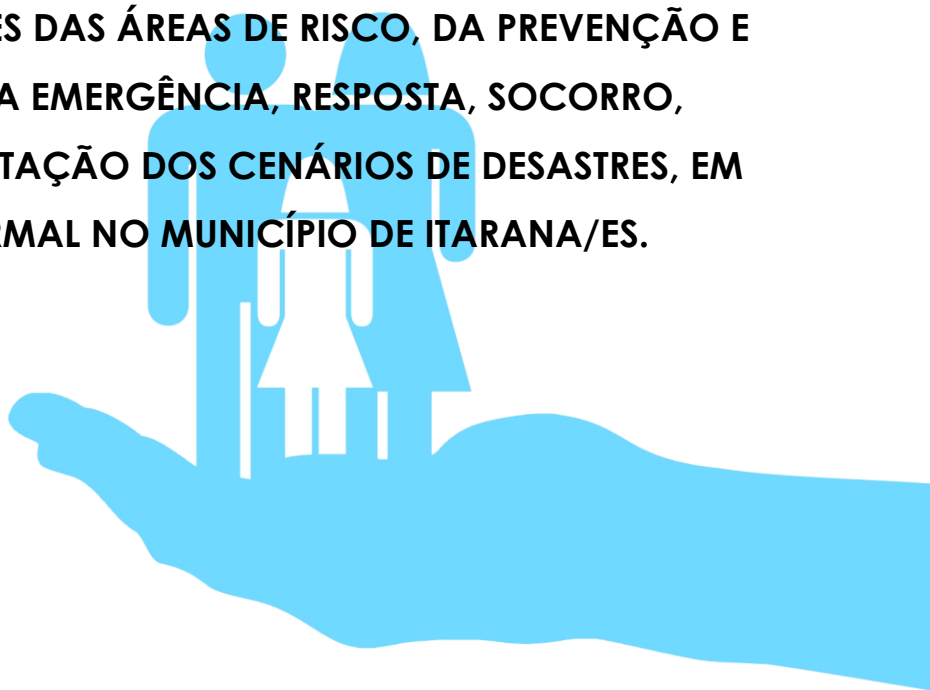 ES DAS ÁREAS DE RISCO, DA PREVENÇÃO E
A EMERGÊNCIA, RESPOSTA, SOCORRO,
TAÇÃO DOS CENÁRIOS DE DESASTRES, EM
RMAL NO MUNICÍPIO DE ITARANA/ES.